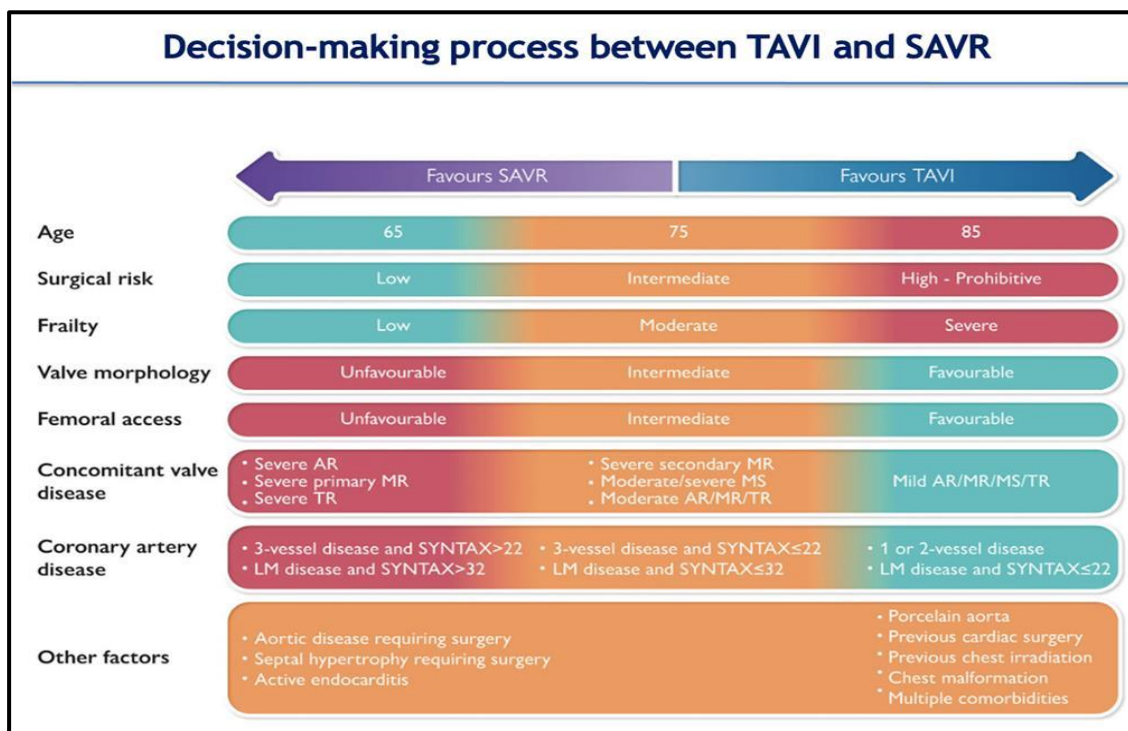 Decision-making process between TAVI and SAVR
Favours SAVR Favours TAVI
Age 65 75 85
Surgical risk Low Intermediate High - Prohibitive
Frailty Low Moderate Severe
Valve morphology Unfavourable Intermediate Favourable
Femoral access Unfavourable Intermediate Favourable
Concomitant valve
disease
• Severe AR
• Severe primary MR
• Severe TR
• Severe secondary MR
• Moderate/severe MS
• Moderate AR/MR/TR
Mild AR/MR/MS/TR
Coronary artery
disease
• 3-vessel disease and SYNTAX>22
• LM disease and SYNTAX>32
• 3-vessel disease and SYNTAX≤22
• LM disease and SYNTAX≤32
• 1 or 2-vessel disease
• LM disease and SYNTAX≤22
Other factors
• Aortic disease requiring surgery
• Septal hypertrophy requiring surgery
• Active endocarditis
• Porcelain aorta
• Previous cardiac surgery
• Previous chest irradiation
• Chest malformation
• Multiple comorbidities